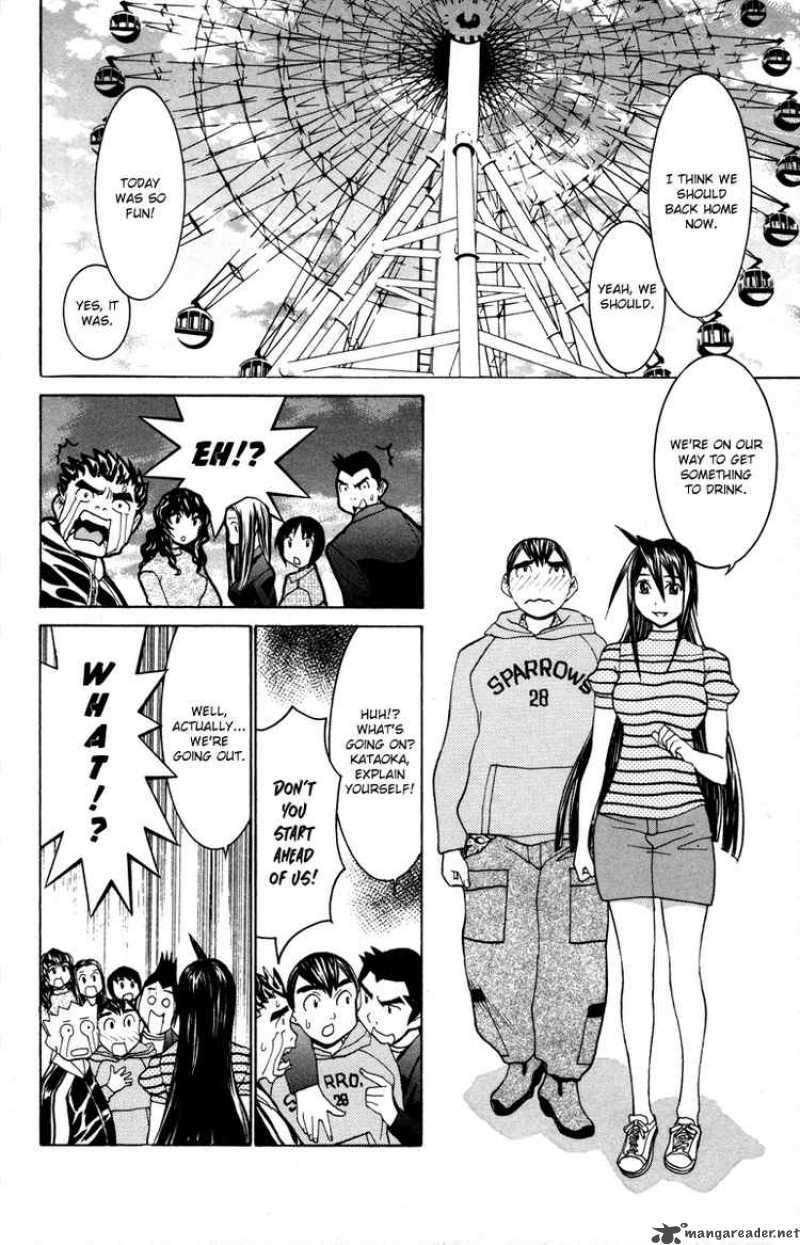 I THINK WE
SHOULD
BACK HOME
NOW.
YEAH, WE
SHOULD.
TODAY
WAS SO
FUN!
YES, IT
WAS.
WE'RE ON OUR
WAY TO GET
SOMETHING
TO DRINK.
SPARROWS
28
EH!?
HUH!?
WHAT'S
GOING ON?
KATAOKA,
EXPLAIN
YOURSELF!
DON'T
YOU
START
AHEAD
OF US!
RRO.
28
WELL,
ACTUALLY...
WE'RE
GOING OUT.
WHAT!?
mangareader.net